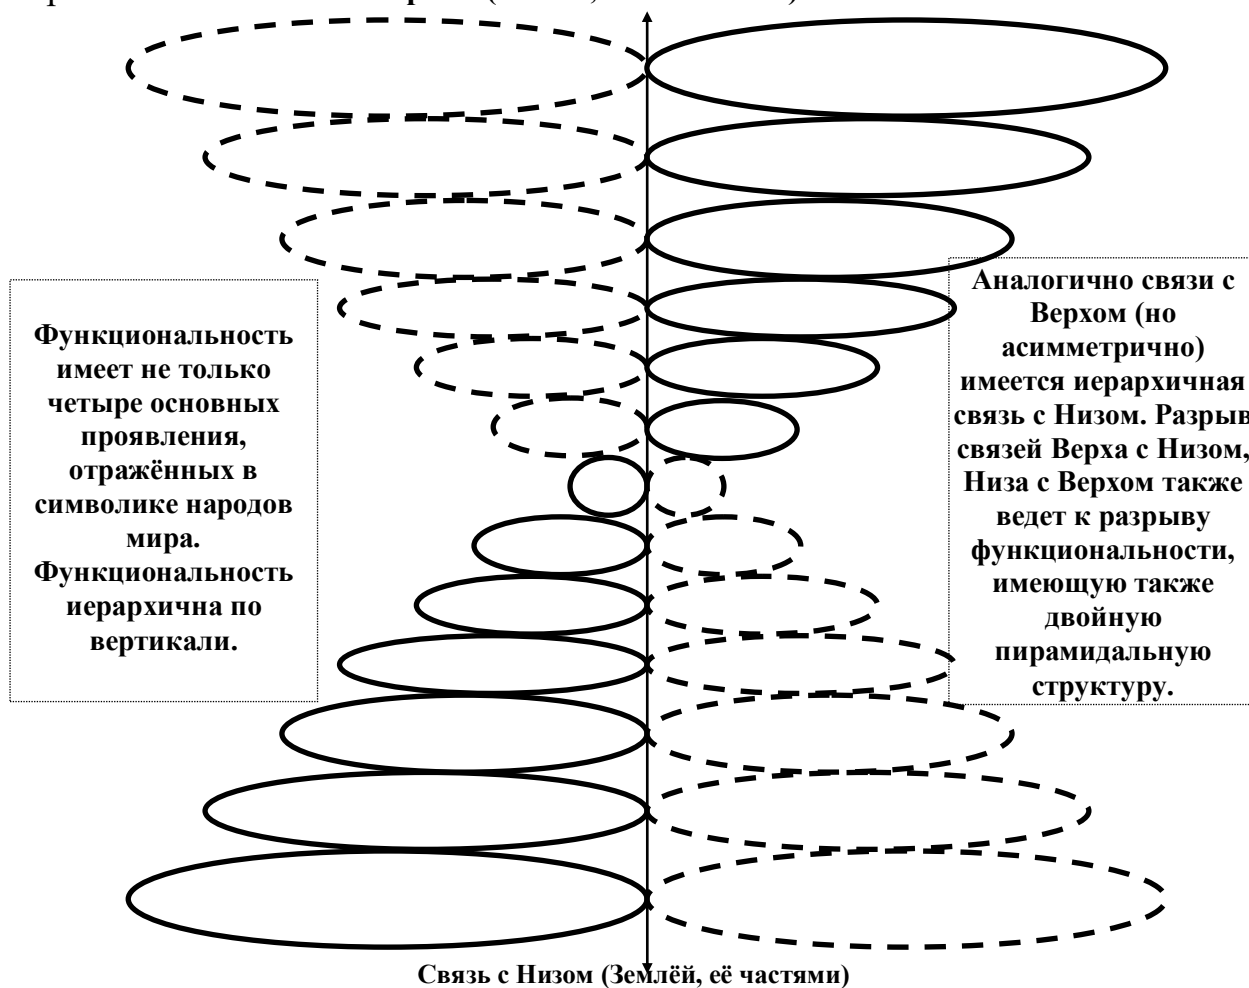 Функциональность
имеет не только
четыре основных
проявления,
отражённых в
символике народов
мира.
Функциональность
иерархична по
вертикали.
Аналогично связи с
Верхом (но
асимметрично)
имеется иерархичная
связь с Низом. Разрыв
связей Верха с Низом,
Низа с Верхом также
ведет к разрыву
функциональности,
имеющую также
двойную
пирамидальную
структуру.
Связь с Низом (Землёй, её частями)